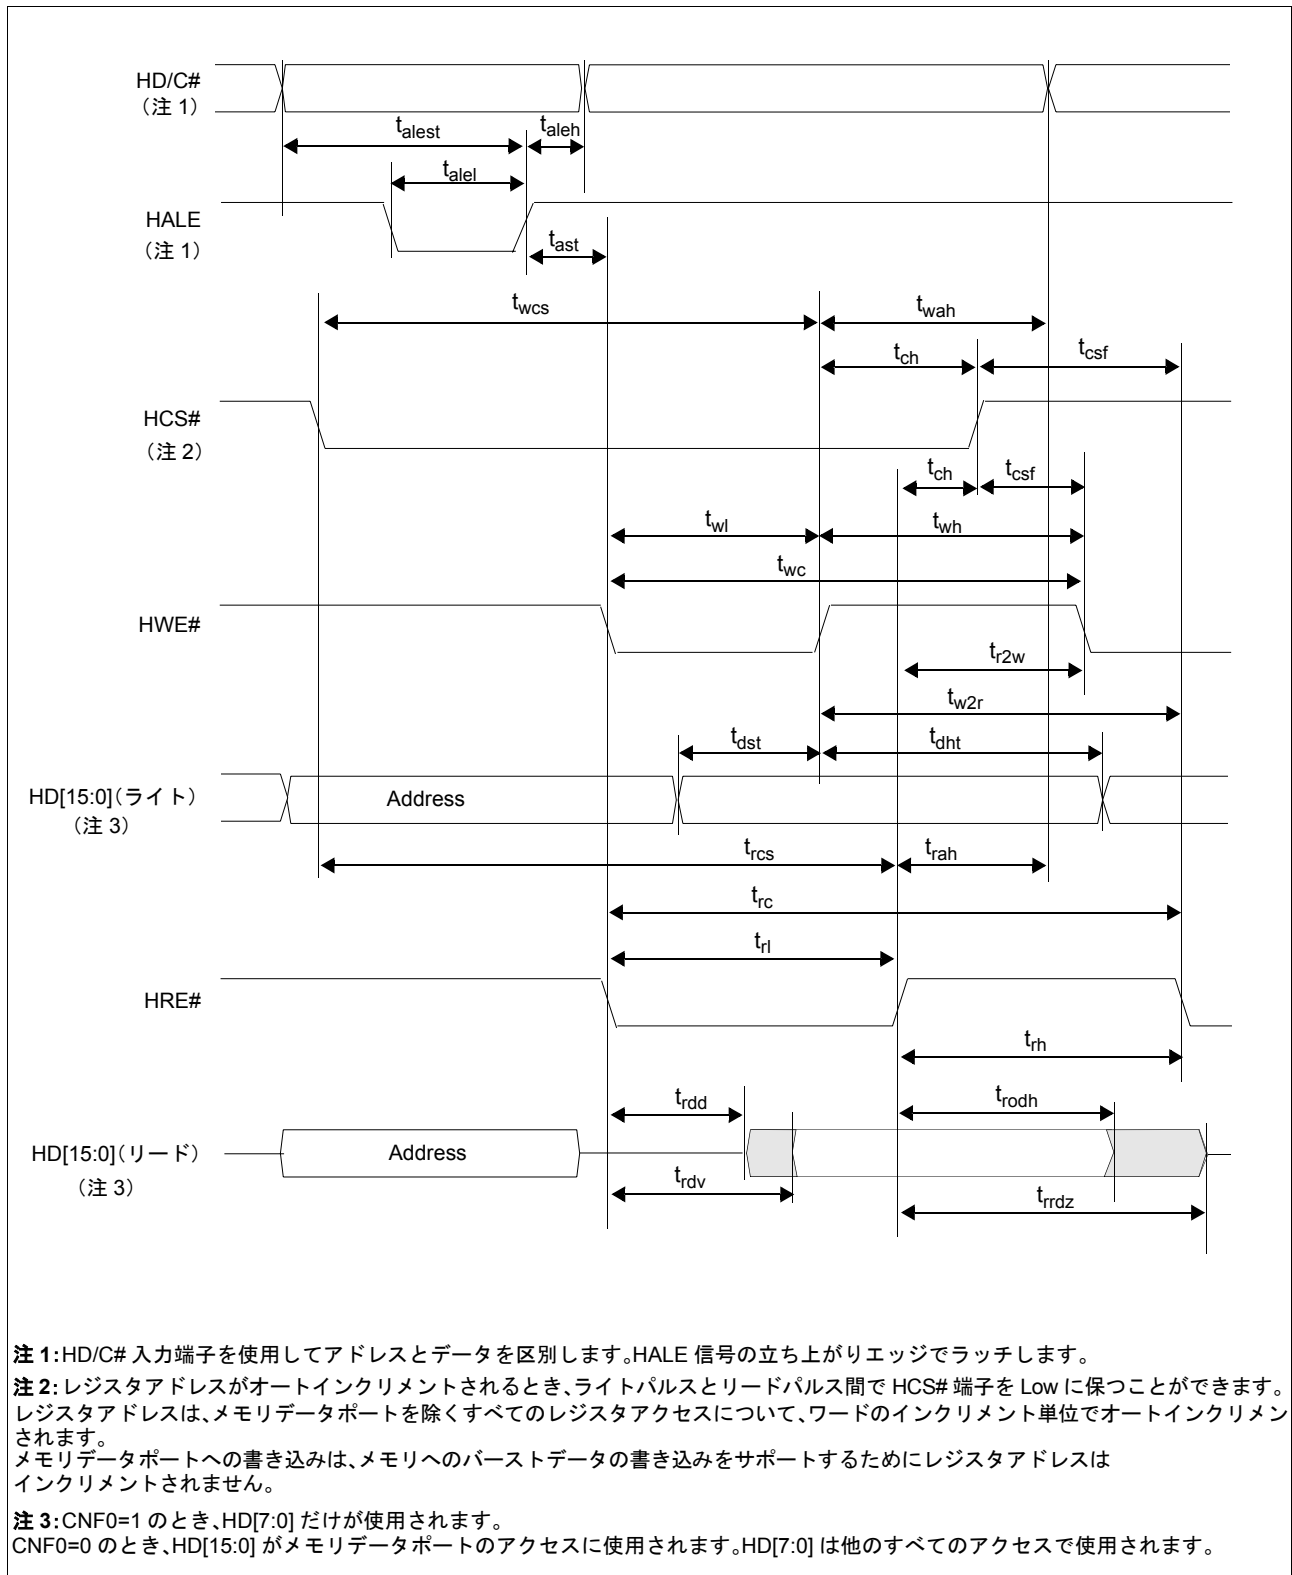 HD/C#
（注 1）
talest
taleh
talel
HALE
（注 1）
tast
twcs
twah
tch
tcsf
HCS#
（注 2）
tch
tcsf
twl
twh
twc
HWE#
tr2w
tw2r
tdst
tdht
HD[15:0]（ライト）
Address
（注 3）
trcs
trah
trc
trl
HRE#
trh
trdd
trodh
HD[15:0]（リード）
Address
（注 3）
trdv
trrdz
注 1:HD/C# 入力端子を使用してアドレスとデータを区別します。HALE 信号の立ち上がりエッジでラッチします。
注 2:レジスタアドレスがオートインクリメントされるとき、ライトパルスとリードパルス間で HCS# 端子を Low に保つことができます。
レジスタアドレスは、メモリデータポートを除くすべてのレジスタアクセスについて、ワードのインクリメント単位でオートインクリメン
されます。
メモリデータポートへの書き込みは、メモリへのバーストデータの書き込みをサポートするためにレジスタアドレスは
インクリメントされません。
注 3:CNF0=1 のとき、HD[7:0] だけが使用されます。
CNF0=0 のとき、HD[15:0] がメモリデータポートのアクセスに使用されます。HD[7:0] は他のすべてのアクセスで使用されます。